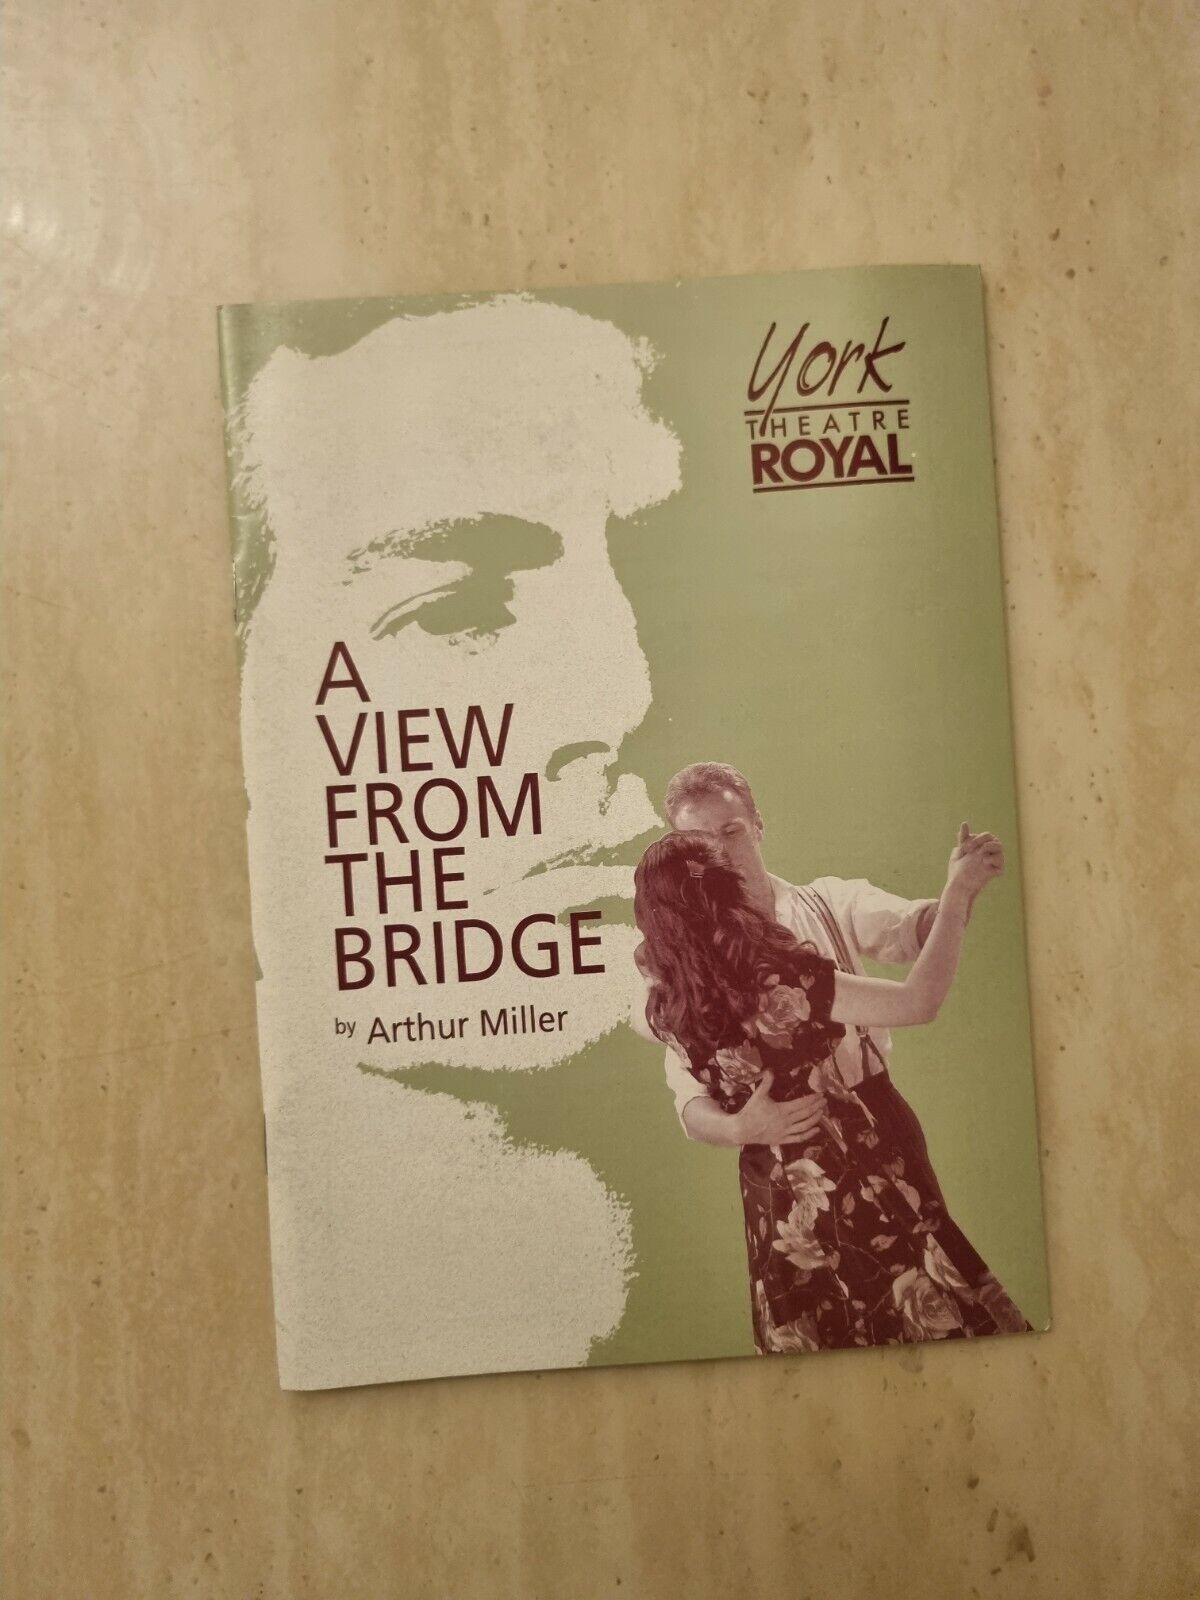 York
THEATRE
ROYAL
A
VIEW
FROM
THE
BRIDGE
by Arthur Miller